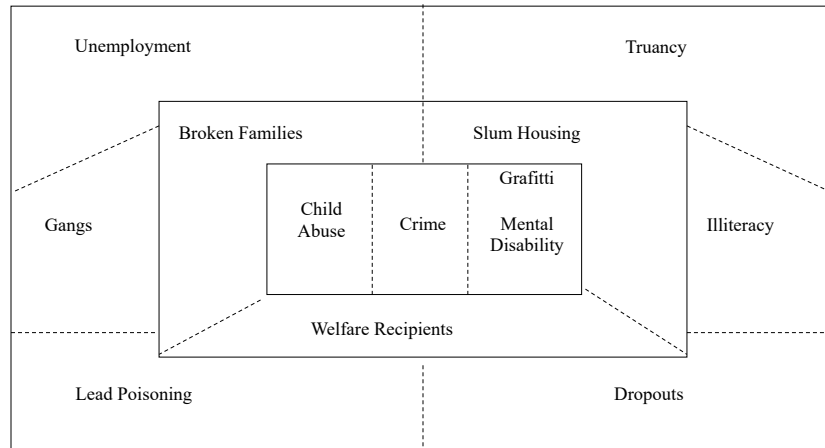 Unemployment
Truancy
Broken Families
Slum Housing
Grafitti
Child
Abuse
Crime
Mental
Disability
Gangs
Illiteracy
Welfare Recipients
Lead Poisoning
Dropouts